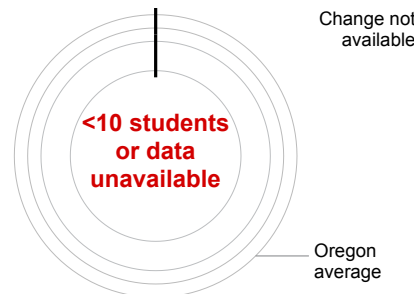 Change not
available
<10 students
or data
unavailable
Oregon
average